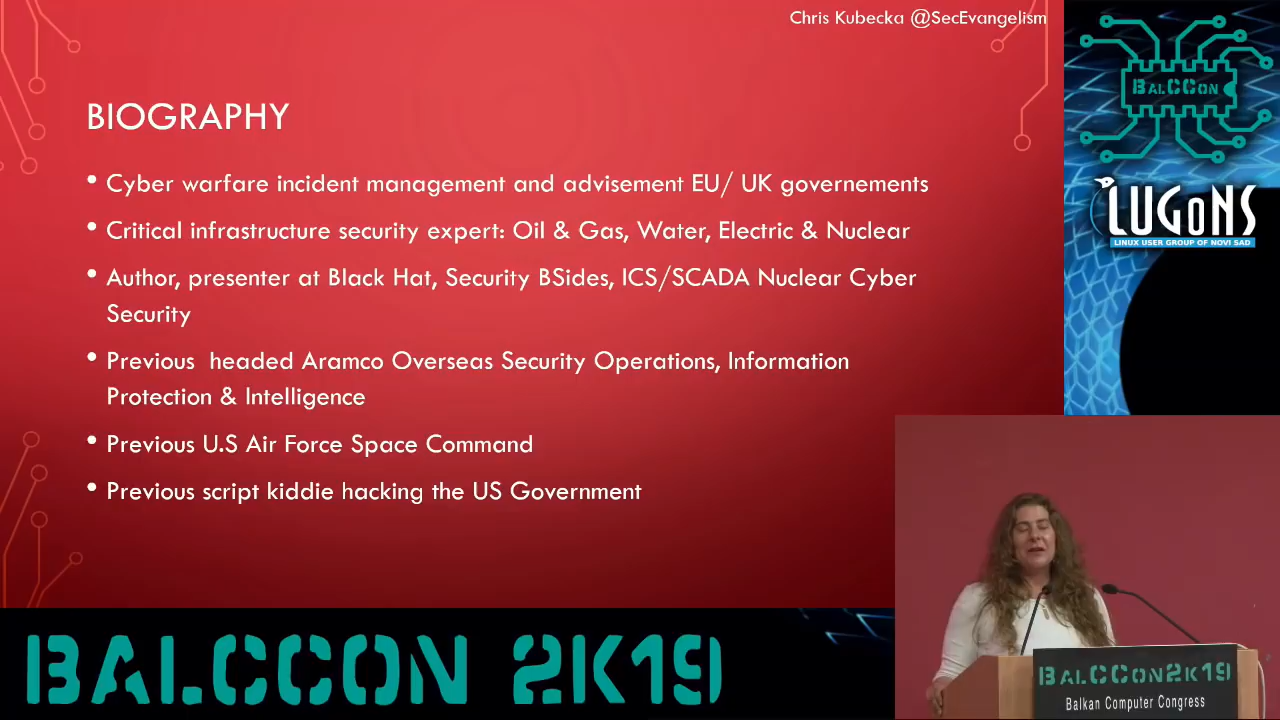 Chris Kubecka @SecEvangelism
BIOGRAPHY
• Cyber warfare incident management and advisement EU/ UK governements
• Critical infrastructure security expert: Oil & Gas, Water, Electric & Nuclear
• Author, presenter at Black Hat, Security BSides, ICS/SCADA Nuclear Cyber
Security
• Previous  headed Aramco Overseas Security Operations, Information
Protection & Intelligence
• Previous U.S Air Force Space Command
• Previous script kiddie hacking the US Government
BALCCON
LUGONS
LINUX USER GROUP OF NOVI SAD
BALCCON 2K19
BALCCON2K19
Balkan Computer Congress